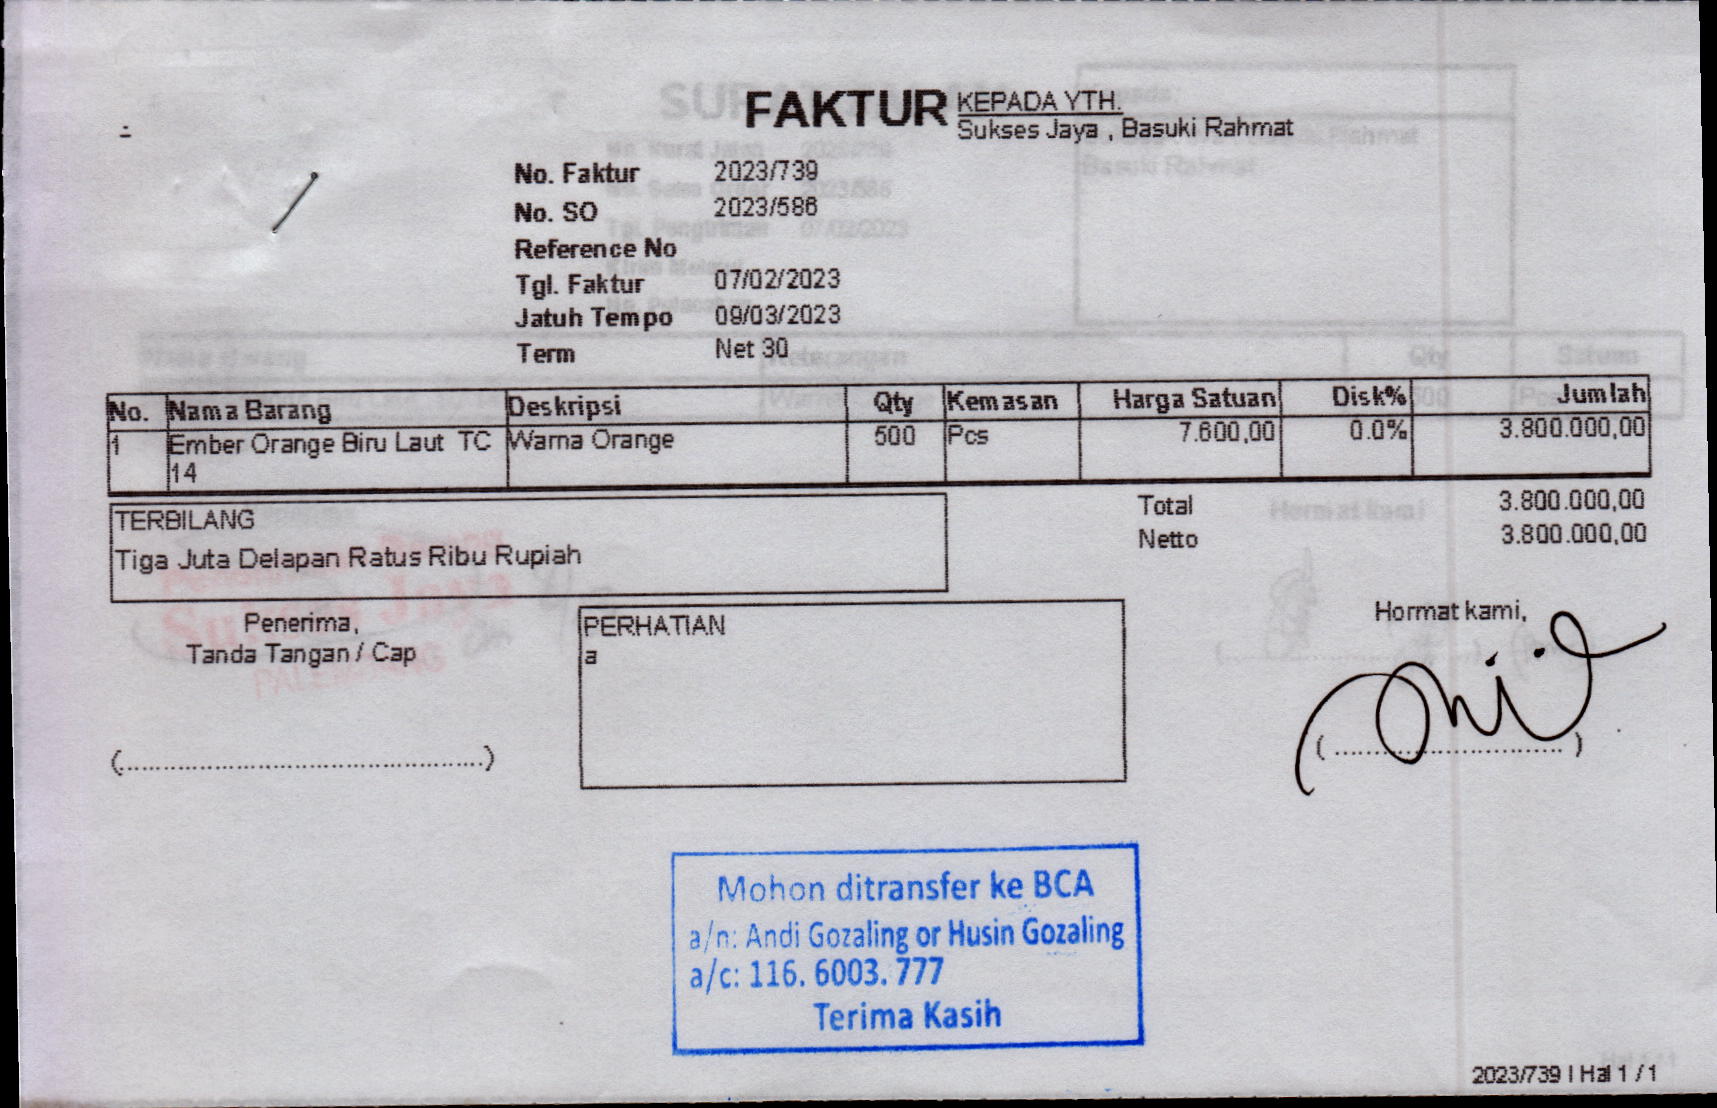 FAKTUR
KEPADA YTH.
Sukses Jaya , Basuki Rahmat
No. Faktur 2023/739
No. SO 2023/586
Reference No
Tgl. Faktur 07/02/2023
Jatuh Tempo 09/03/2023
Term Net 30
No. Nama Barang Deskripsi Qty Kemasan Harga Satuan Disk% Jumlah
1 Ember Orange Biru Laut TC Warna Orange 500 Pcs 7.600,00 0.0% 3.800.000,00
14
Total 3.800.000,00
Netto 3.800.000,00
TERBILANG
Tiga Juta Delapan Ratus Ribu Rupiah
Penerima,
Tanda Tangan / Cap
(...............................................)
PERHATIAN
a
Hormat kami,
(..............................)
Mohon ditransfer ke BCA
a/n: Andi Gozaling or Husin Gozaling
a/c: 116. 6003. 777
Terima Kasih
2023/739 I Hal 1 / 1